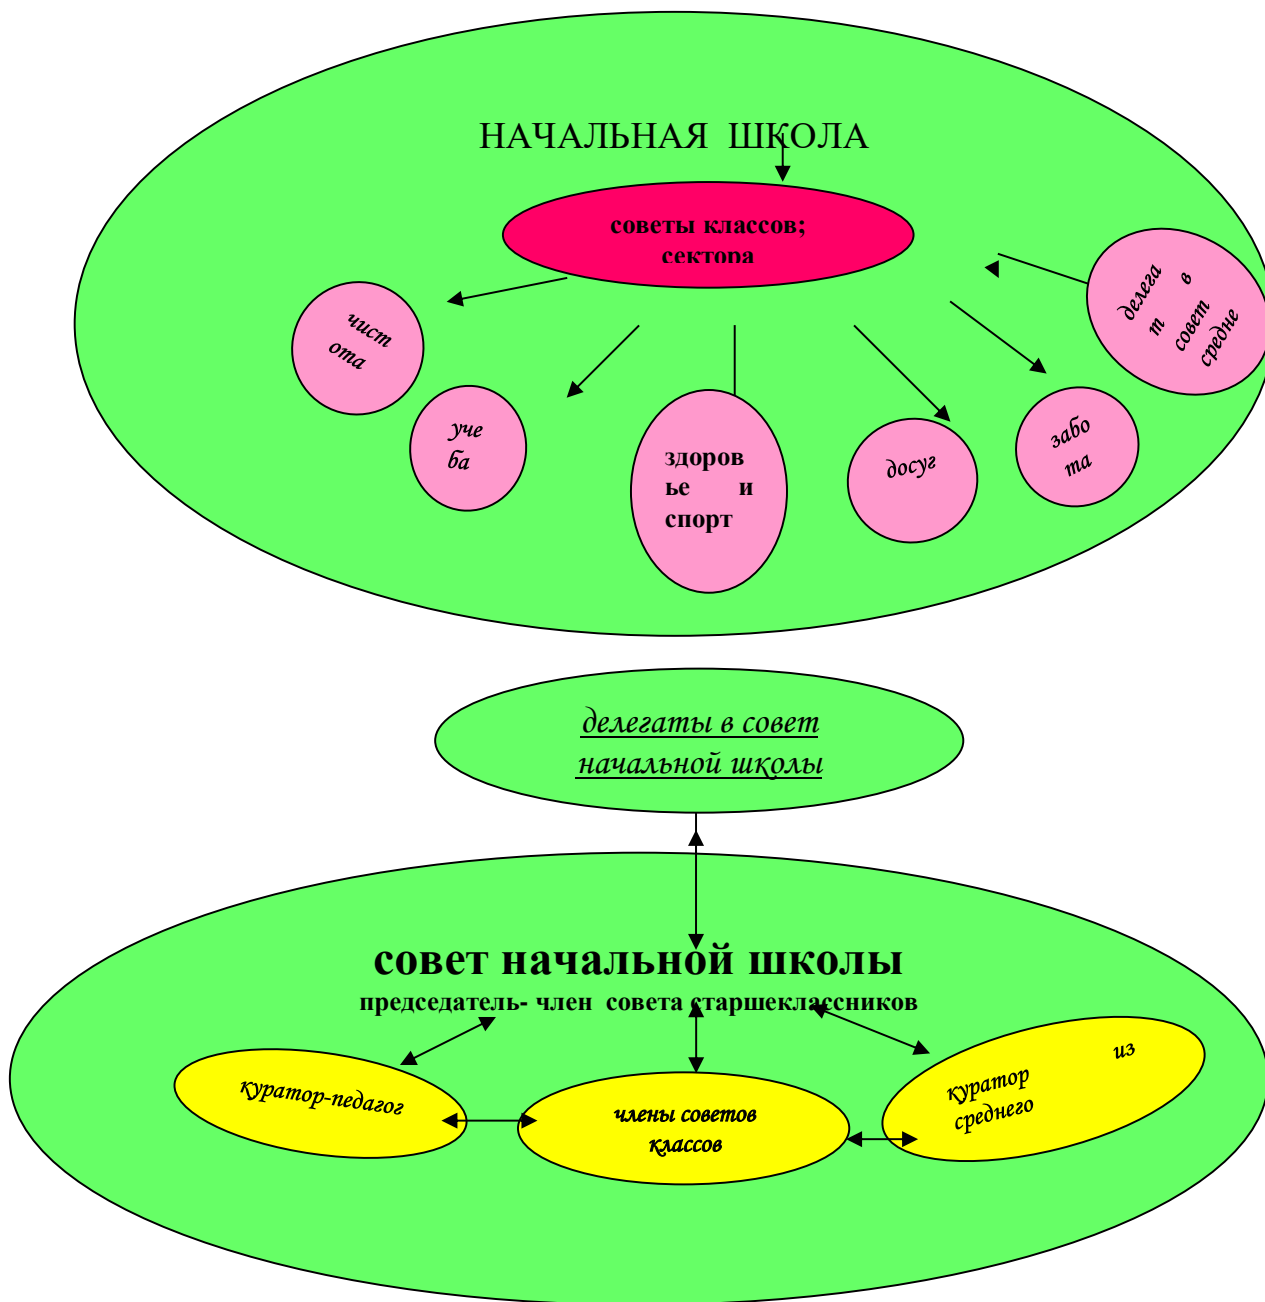 НАЧАЛЬНАЯ ШКОЛА
советы классов;
сектора
делега
т в
совет
средне
чист
ота
уче
ба
здоров
ье и
спорт
досуг
забо
та
делегаты в совет
начальной школы
совет начальной школы
председатель- член совета старшеклассников
куратор-педагог
члены советов
классов
куратор из
среднего